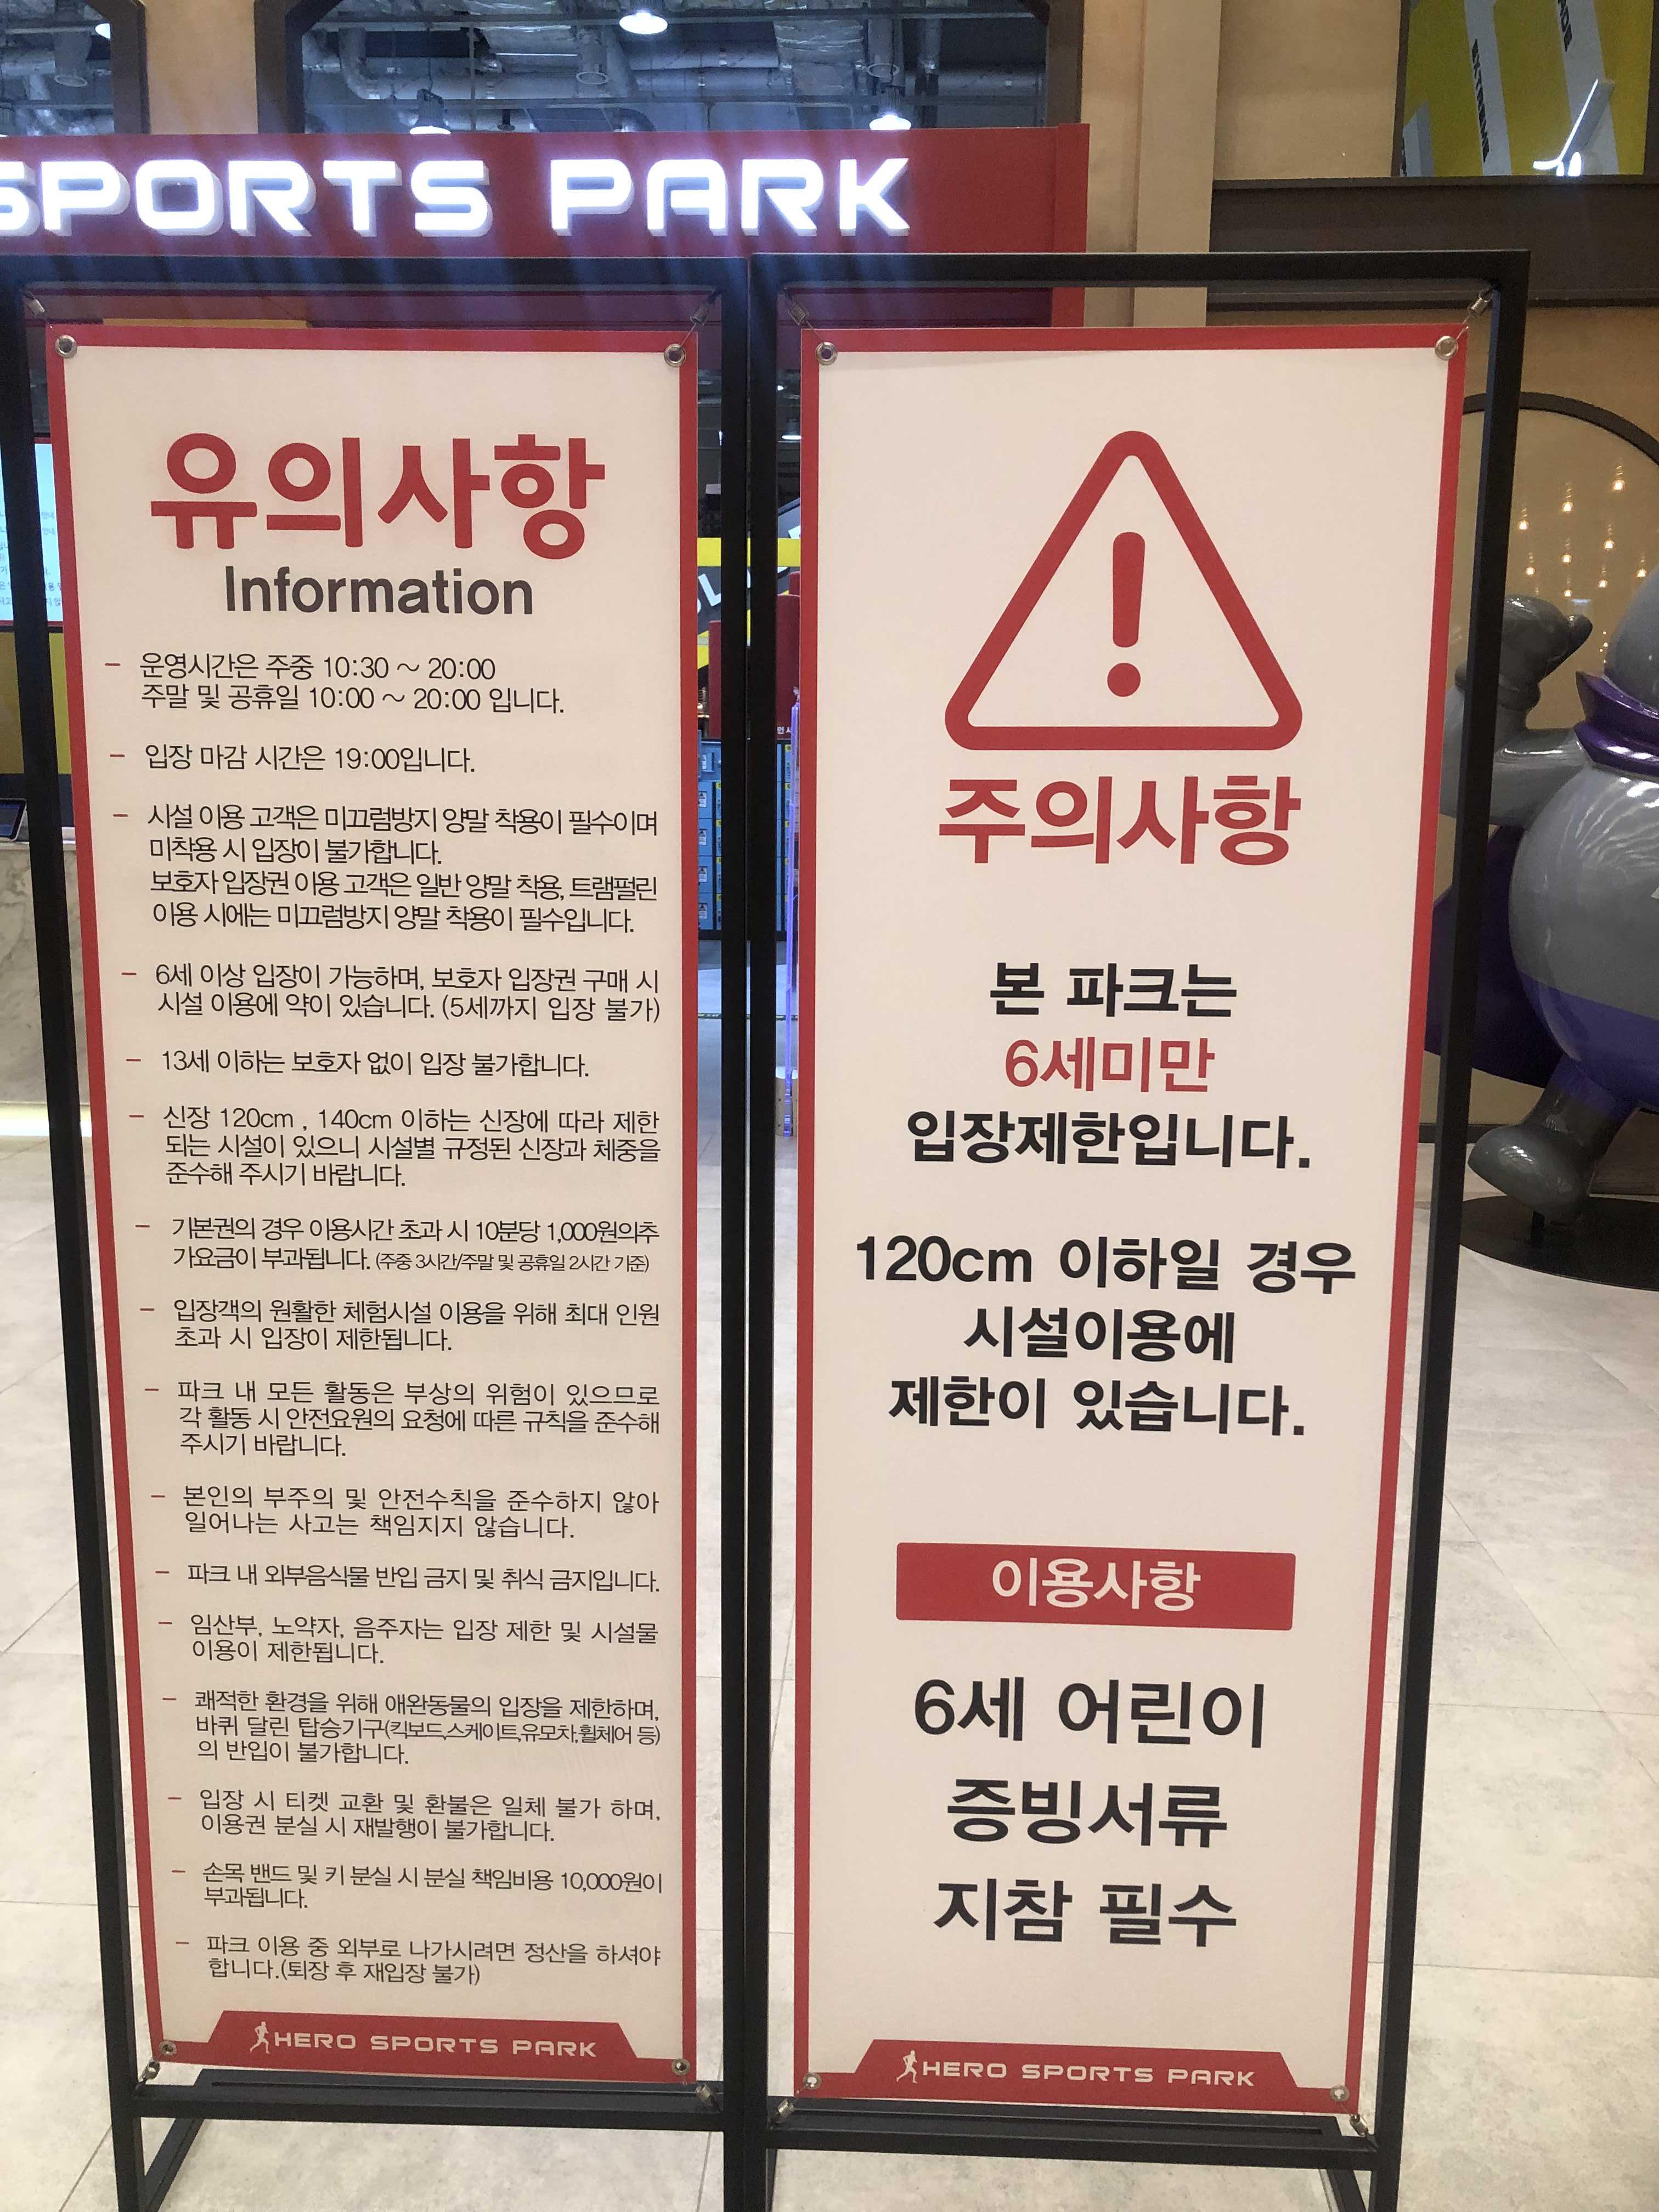 SPORTS PARK
유의사항
Information
- 운영시간은 주중 10:30 ~ 20:00
주말 및 공휴일 10:00 ~ 20:00 입니다.
- 입장 마감 시간은 19:00입니다.
- 시설 이용 고객은 미끄럼방지 양말 착용이 필수이며
미착용 시 입장이 불가합니다.
보호자 입장권 이용 고객은 일반 양말 착용, 트램펄린
이용 시에는 미끄럼방지 양말 착용이 필수입니다.
- 6세 이상 입장이 가능하며, 보호자 입장권 구매 시
시설 이용에 제약이 있습니다. (5세까지 입장 불가)
- 13세 이하는 보호자 없이 입장 불가합니다.
- 신장 120cm , 140cm 이하는 신장에 따라 제한
되는 시설이 있으니 시설별 규정된 신장과 체중을
준수해 주시기 바랍니다.
- 기본권의 경우 이용시간 초과 시 10분당 1,000원의추
가요금이 부과됩니다. (주중 3시간/주말 및 공휴일 2시간 기준)
- 입장객의 원활한 체험시설 이용을 위해 최대 인원
초과 시 입장이 제한됩니다.
- 파크 내 모든 활동은 부상의 위험이 있으므로
각 활동 시 안전요원의 요청에 따른 규칙을 준수해
주시기 바랍니다.
- 본인의 부주의 및 안전수칙을 준수하지 않아
일어나는 사고는 책임지지 않습니다.
- 파크 내 외부음식물 반입 금지 및 취식 금지입니다.
- 임산부, 노약자, 음주자는 입장 제한 및 시설물
이용이 제한됩니다.
- 쾌적한 환경을 위해 애완동물의 입장을 제한하며,
바퀴 달린 탑승기구(킥보드,스케이트,유모차,휠체어 등)
의 반입이 불가합니다.
- 입장 시 티켓 교환 및 환불은 일체 불가 하며,
이용권 분실 시 재발행이 불가합니다.
- 손목 밴드 및 키 분실 시 분실 책임비용 10,000원이
부과됩니다.
- 파크 이용 중 외부로 나가시려면 정산을 하셔야
합니다.(퇴장 후 재입장 불가)
HERO SPORTS PARK
주의사항
본 파크는
6세미만
입장제한입니다.
120cm 이하일 경우
시설이용에
제한이 있습니다.
이용사항
6세 어린이
증빙서류
지참 필수
HERO SPORTS PARK